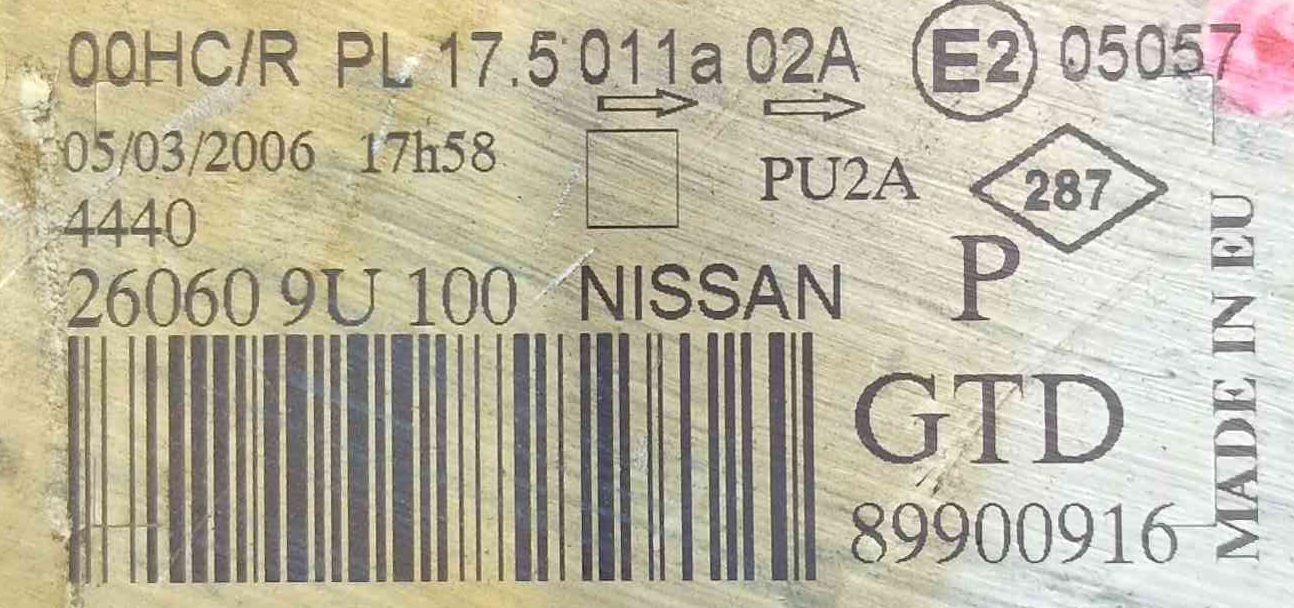 00HC/R PL 17.5 011a 02A E2 05057
05/03/2006 17h58
PU2A
287
4440
26060 9U 100 NISSAN
P
GTD
89900916
MADE IN EU